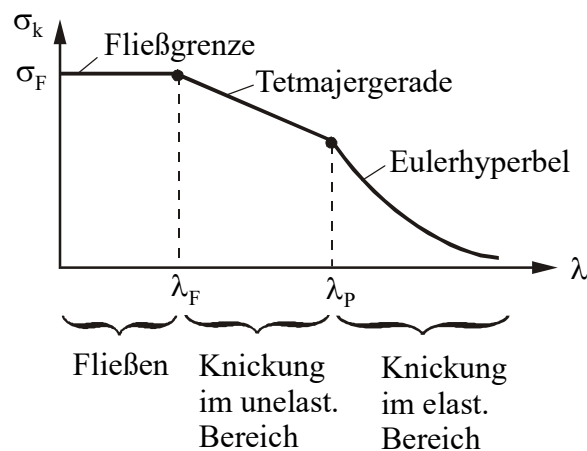 σk
Fließgrenze
σF
Tetmajergerade
Eulerhyperbel
λ
λF
λP
Fließen
Knickung
im unelast.
Bereich
Knickung
im elast.
Bereich